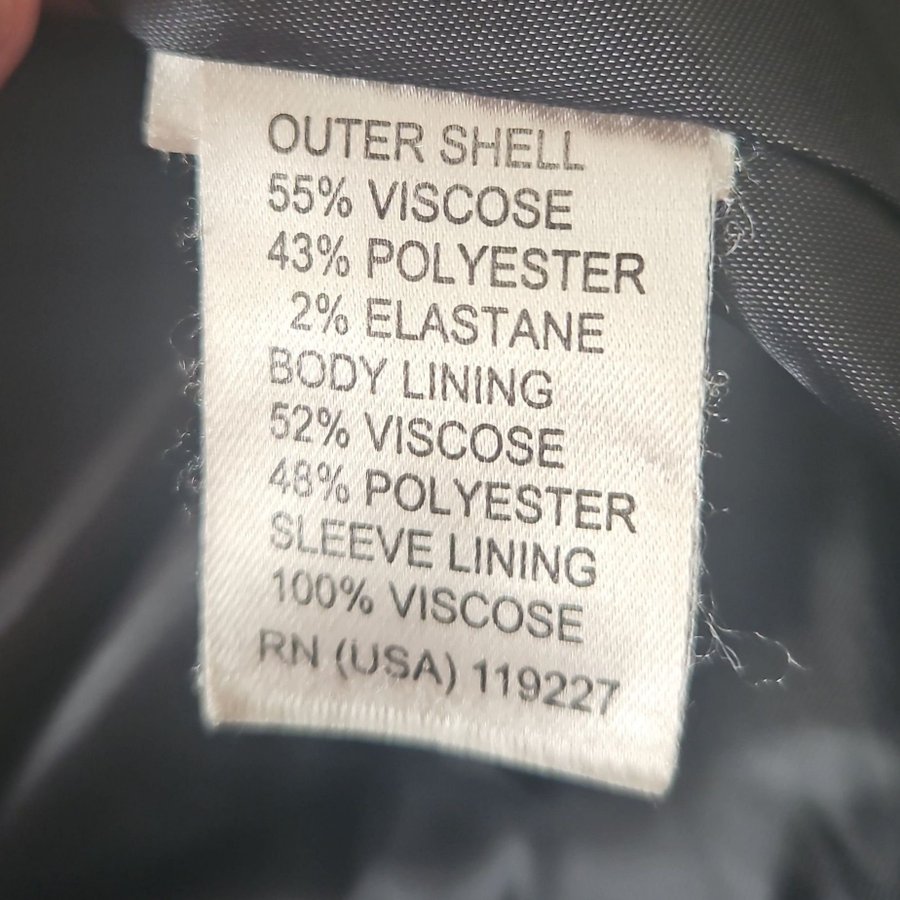 OUTER SHELL
55% VISCOSE
43% POLYESTER
2% ELASTANE
BODY LINING
52% VISCOSE
48% POLYESTER
SLEEVE LINING
100% VISCOSE
RN (USA) 119227